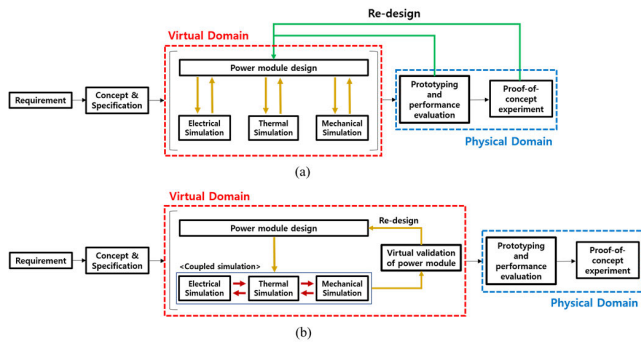 Re-design
Virtual Domain
Power module design
Requirement
Concept &
Specification
Electrical
Simulation
Thermal
Simulation
Mechanical
Simulation
Prototyping
and
performance
evaluation
Proof-of-
concept
experiment
Physical Domain
(a)
Virtual Domain
Power module design
Re-design
Requirement
Concept &
Specification
<Coupled simulation>
Electrical
Simulation
Thermal
Simulation
Mechanical
Simulation
Virtual validation
of power module
Prototyping
and
performance
evaluation
Proof-of-
concept
experiment
Physical Domain
(b)